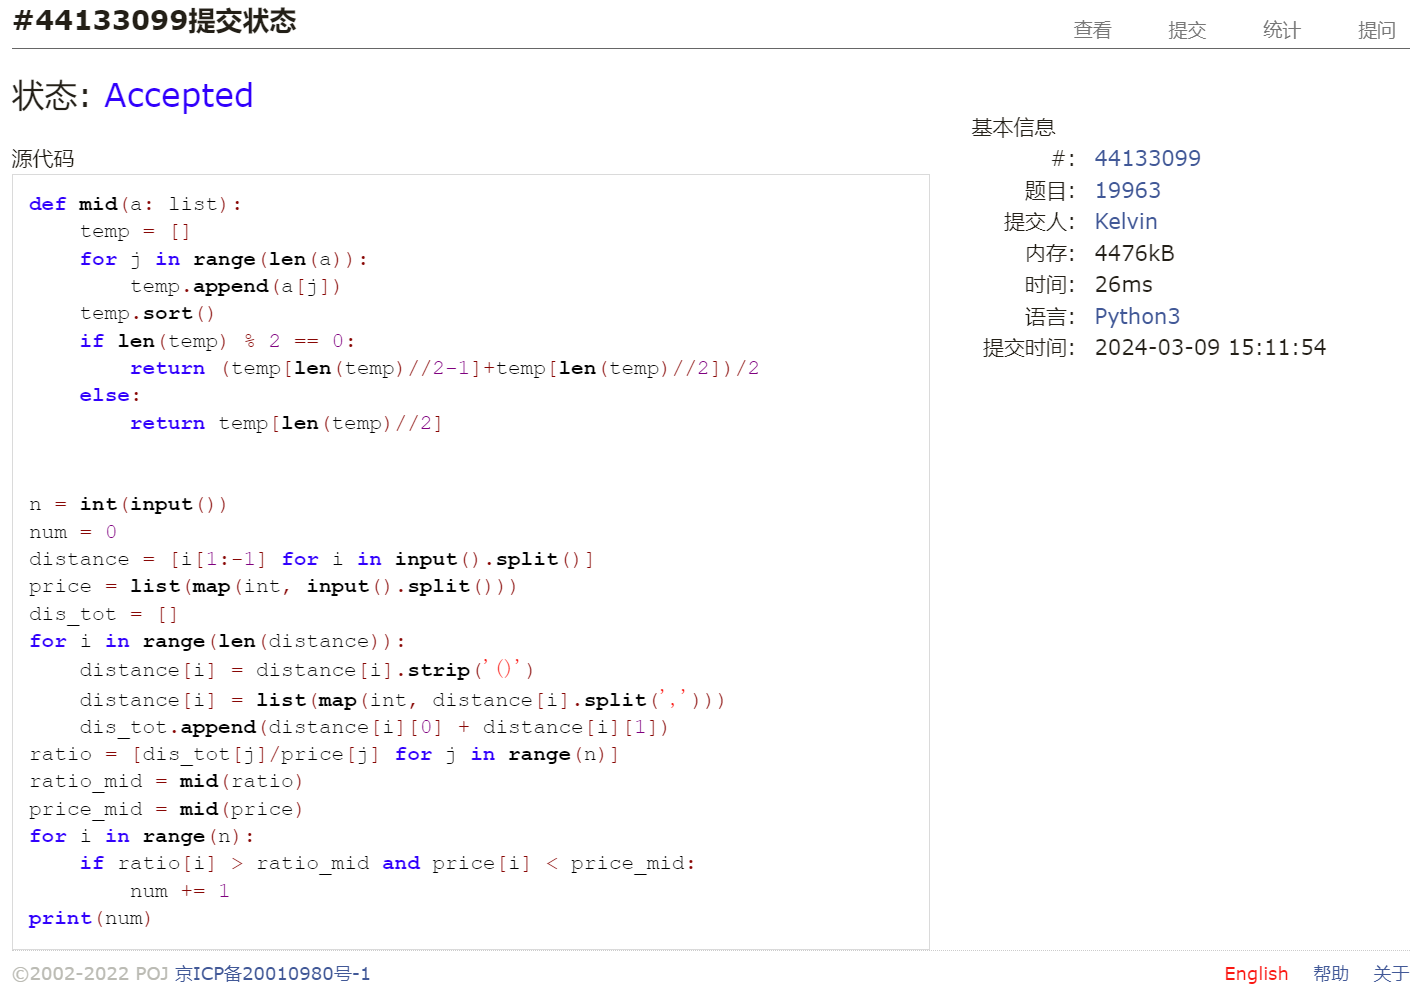 #44133099提交状态
查看 提交 统计 提问
状态: Accepted
源代码
def mid(a: list):
    temp = []
    for j in range(len(a)):
        temp.append(a[j])
    temp.sort()
    if len(temp) % 2 == 0:
        return (temp[len(temp)//2-1]+temp[len(temp)//2])/2
    else:
        return temp[len(temp)//2]
n = int(input())
num = 0
distance = [i[1:-1] for i in input().split()]
price = list(map(int, input().split()))
dis_tot = []
for i in range(len(distance)):
    distance[i] = distance[i].strip('()')
    distance[i] = list(map(int, distance[i].split(',')))
    dis_tot.append(distance[i][0] + distance[i][1])
ratio = [dis_tot[j]/price[j] for j in range(n)]
ratio_mid = mid(ratio)
price_mid = mid(price)
for i in range(n):
    if ratio[i] > ratio_mid and price[i] < price_mid:
        num += 1
print(num)
基本信息
#: 44133099
题目: 19963
提交人: Kelvin
内存: 4476kB
时间: 26ms
语言: Python3
提交时间: 2024-03-09 15:11:54
©2002-2022 POJ 京ICP备20010980号-1
English 帮助 关于